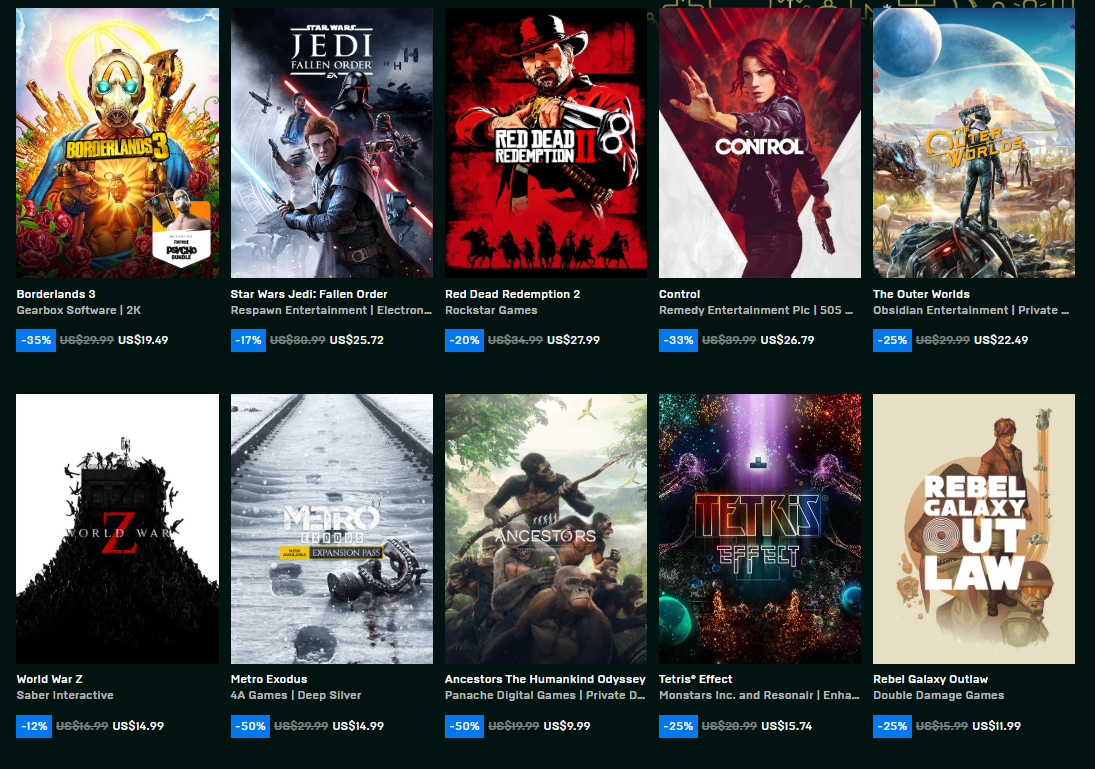 BORDERLANDS 3
PSYCHO
BUNDLE
STAR WARS
JEDI
FALLEN ORDER
EA
RED DEAD
REDEMPTION II
CONTROL
THE
OUTER
WORLDS
Borderlands 3
Gearbox Software | 2K
-35% US$29.99 US$19.49
Star Wars Jedi: Fallen Order
Respawn Entertainment | Electron...
-17% US$30.99 US$25.72
Red Dead Redemption 2
Rockstar Games
-20% US$34.99 US$27.99
Control
Remedy Entertainment Plc | 505 ...
-33% US$39.99 US$26.79
The Outer Worlds
Obsidian Entertainment | Private ...
-25% US$29.99 US$22.49
WORLD WAR
Z
METRO
EXODUS
NOW AVAILABLE EXPANSION PASS
ANCESTORS
TETRIS®
EFFECT
REBEL
GALAXY
OUT
LAW
World War Z
Saber Interactive
-12% US$16.99 US$14.99
Metro Exodus
4A Games | Deep Silver
-50% US$29.99 US$14.99
Ancestors The Humankind Odyssey
Panache Digital Games | Private D...
-50% US$19.99 US$9.99
Tetris® Effect
Monstars Inc. and Resonair | Enha...
-25% US$20.99 US$15.74
Rebel Galaxy Outlaw
Double Damage Games
-25% US$15.99 US$11.99